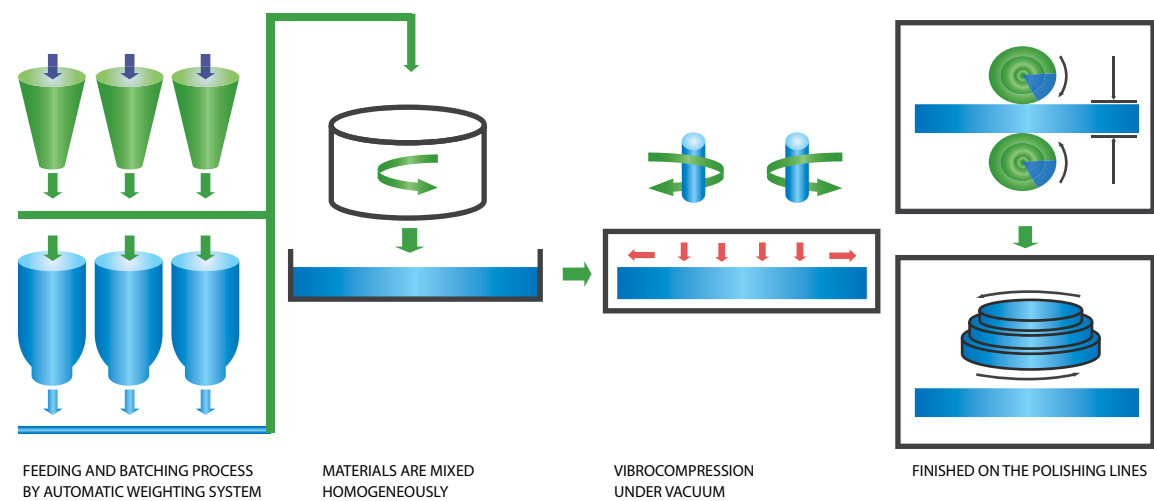 FEEDING AND BATCHING PROCESS
BY AUTOMATIC WEIGHTING SYSTEM
MATERIALS ARE MIXED
HOMOGENEOUSLY
VIBROCOMPRESSION
UNDER VACUUM
FINISHED ON THE POLISHING LINES